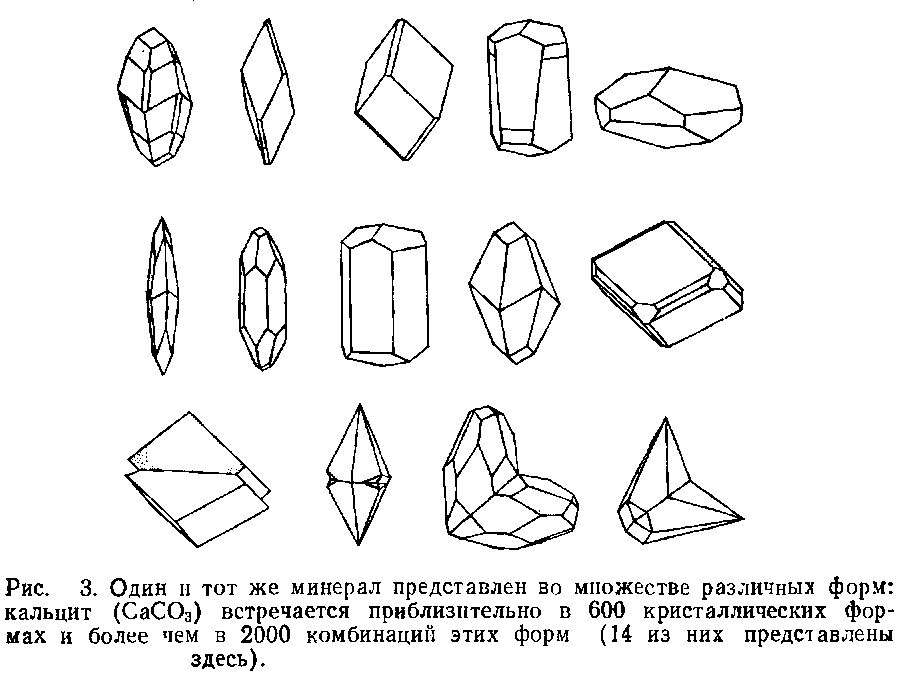 Рис. 3. Один и тот же минерал представлен во множестве различных форм:
кальцит (CaCO₃) встречается приблизительно в 600 кристаллических фор-
мах и более чем в 2000 комбинаций этих форм (14 из них представлены
здесь).